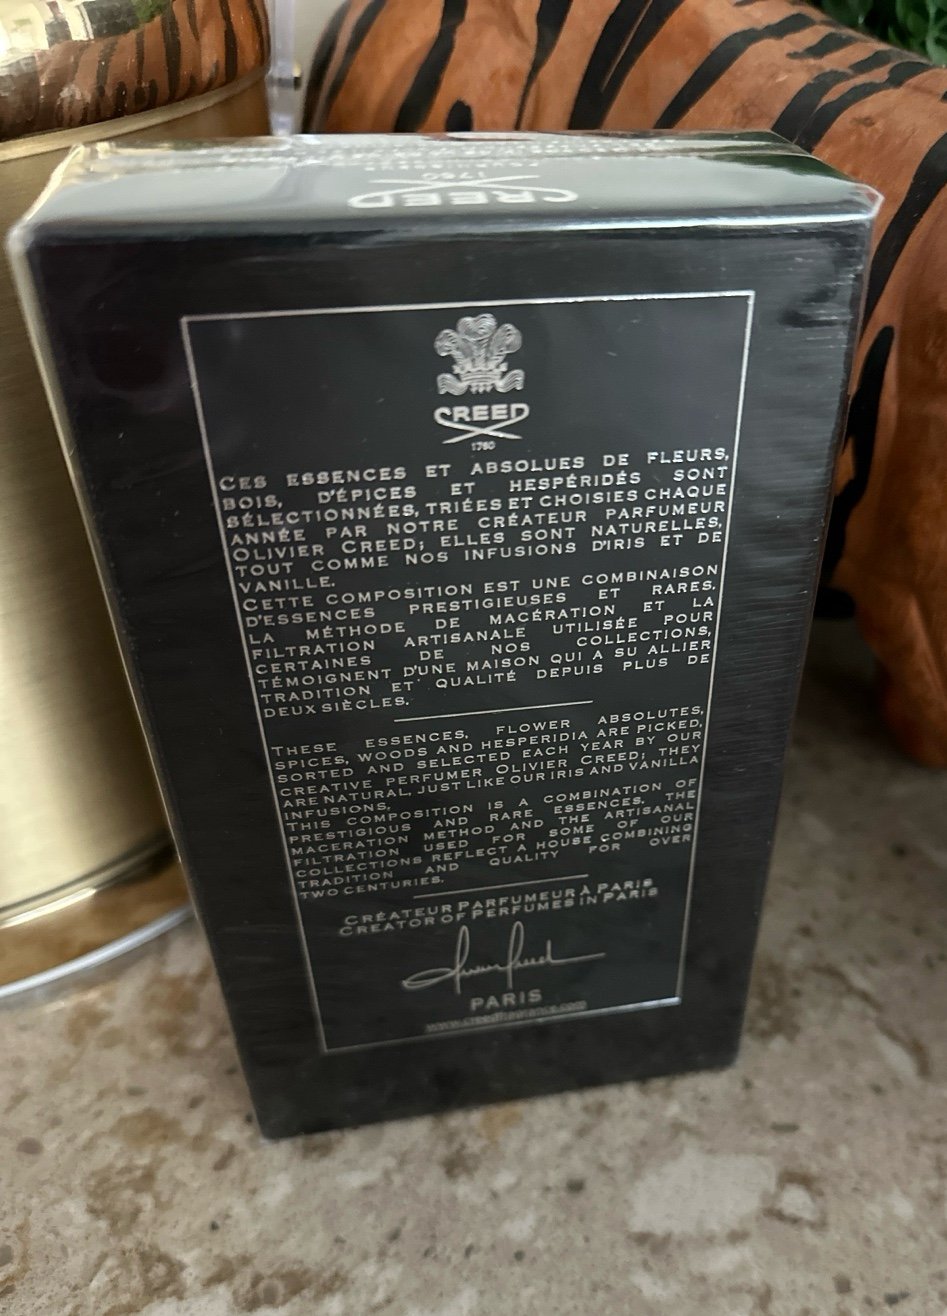 CREED
1760
CREED
1760
CES ESSENCES ET ABSOLUES DE FLEURS,
BOIS, D'ÉPICES ET HESPÉRIDÉS SONT
SÉLECTIONNÉES, TRIÉES ET CHOISIES CHAQUE
ANNÉE PAR NOTRE CRÉATEUR PARFUMEUR
OLIVIER CREED; ELLES SONT NATURELLES,
TOUT COMME NOS INFUSIONS D'IRIS ET DE
VANILLE.
CETTE COMPOSITION EST UNE COMBINAISON
D'ESSENCES PRESTIGIEUSES ET RARES.
LA MÉTHODE DE MACÉRATION ET LA
FILTRATION ARTISANALE UTILISÉE POUR
CERTAINES DE NOS COLLECTIONS,
TÉMOIGNENT D'UNE MAISON QUI A SU ALLIER
TRADITION ET QUALITÉ DEPUIS PLUS DE
DEUX SIÈCLES.
THESE ESSENCES, FLOWER ABSOLUTES,
SPICES, WOODS AND HESPERIDIA ARE PICKED,
SORTED AND SELECTED EACH YEAR BY OUR
CREATIVE PERFUMER OLIVIER CREED; THEY
ARE NATURAL, JUST LIKE OUR IRIS AND VANILLA
INFUSIONS.
THIS COMPOSITION IS A COMBINATION OF
PRESTIGIOUS AND RARE ESSENCES. THE
MACERATION METHOD AND THE ARTISANAL
FILTRATION USED FOR SOME OF OUR
COLLECTIONS REFLECT A HOUSE COMBINING
TRADITION AND QUALITY FOR OVER
TWO CENTURIES.
CRÉATEUR PARFUMEUR À PARIS
CREATOR OF PERFUMES IN PARIS
PARIS